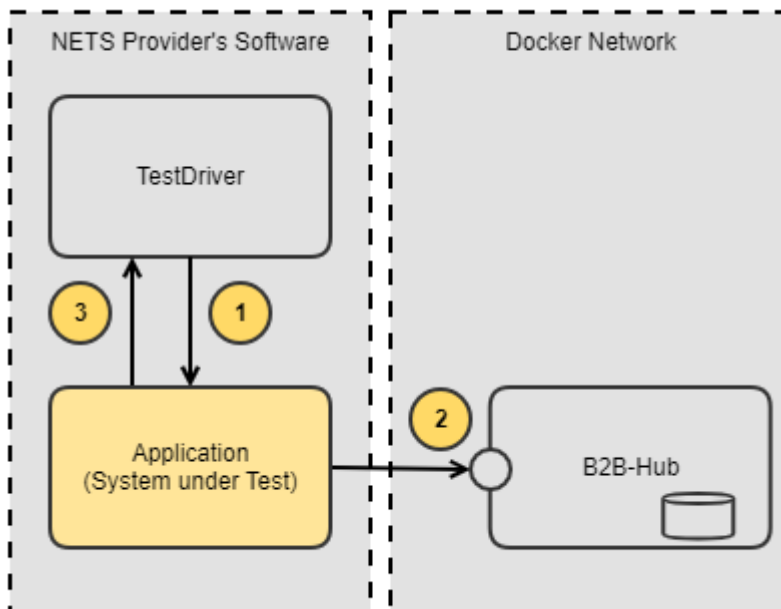 NETS Provider's Software
Docker Network
TestDriver
3
1
2
Application
(System under Test)
B2B-Hub